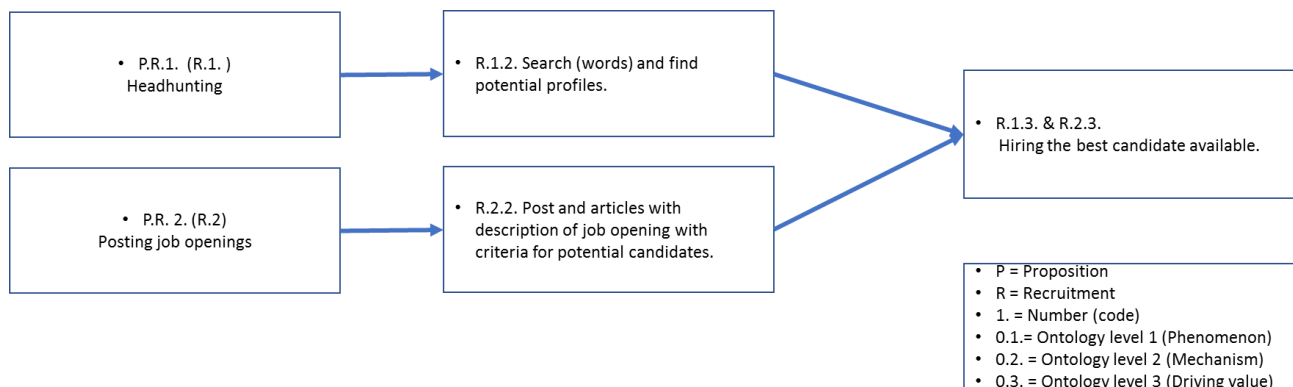 • P.R.1. (R.1. )
Headhunting
• R.1.2. Search (words) and find
potential profiles.
• R.1.3. & R.2.3.
Hiring the best candidate available.
• P.R. 2. (R.2)
Posting job openings
• R.2.2. Post and articles with
description of job opening with
criteria for potential candidates.
• P = Proposition
• R = Recruitment
• 1. = Number (code)
• 0.1.= Ontology level 1 (Phenomenon)
• 0.2. = Ontology level 2 (Mechanism)
• 0.3. = Ontology level 3 (Driving value)